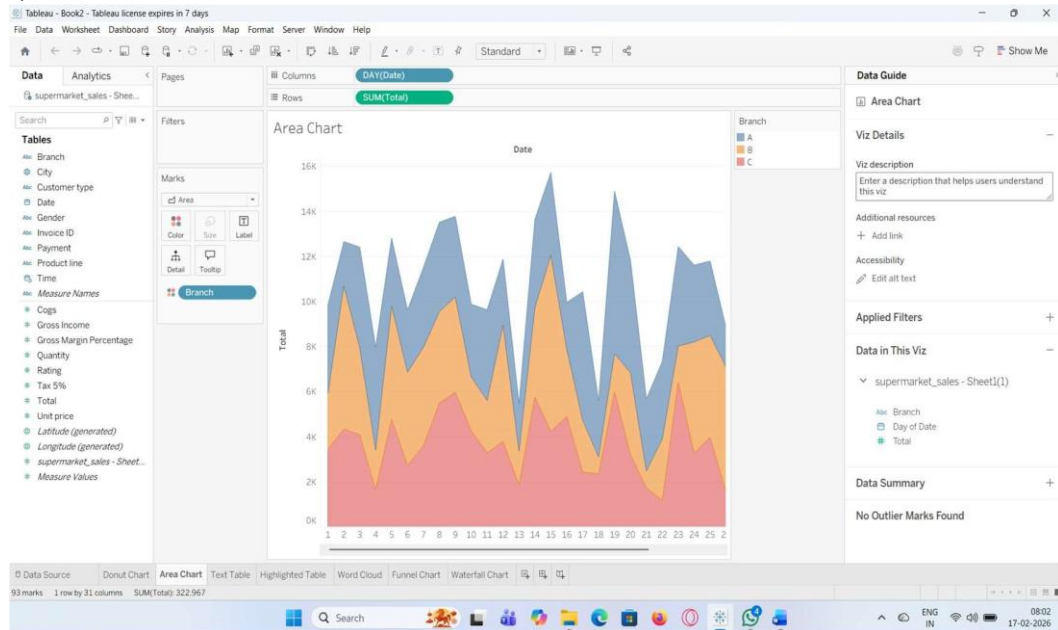 Tableau - Book2 - Tableau license expires in 7 days
File Data Worksheet Dashboard Story Analysis Map Format Server Window Help
Standard
Show Me
Data Analytics
supermarket_sales - Shee...
Search
Tables
Abc Branch
City
Abc Customer type
Date
Abc Gender
Abc Invoice ID
Abc Payment
Abc Product line
Time
Abc Measure Names
# Cogs
# Gross Income
# Gross Margin Percentage
# Quantity
# Rating
# Tax 5%
# Total
# Unit price
Latitude (generated)
Longitude (generated)
# supermarket_sales - Sheet...
# Measure Values
Pages
Filters
Marks
Area
Color Size Label
Detail Tooltip
Branch
Columns DAY(Date)
Rows SUM(Total)
Area Chart
Date
16K
14K
12K
10K
8K
6K
4K
2K
0K
Total
1 2 3 4 5 6 7 8 9 10 11 12 13 14 15 16 17 18 19 20 21 22 23 24 25 2
Branch
A
B
C
Data Guide
Area Chart
Viz Details
Viz description
Enter a description that helps users understand
this viz
Additional resources
+ Add link
Accessibility
Edit alt text
Applied Filters
Data in This Viz
supermarket_sales - Sheet1(1)
Abc Branch
Day of Date
# Total
Data Summary
No Outlier Marks Found
Data Source Donut Chart Area Chart Text Table Highlighted Table Word Cloud Funnel Chart Waterfall Chart
93 marks 1 row by 31 columns SUM(Total): 322,967
Search
ENG
IN
08:02
17-02-2026